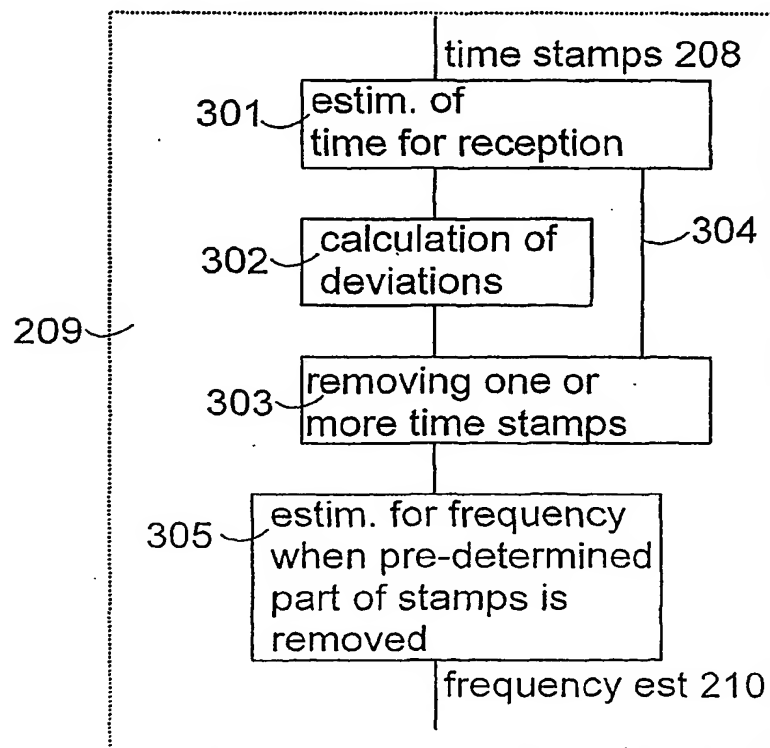 time stamps 208
301
estim. of
time for reception
302
calculation of
deviations
304
209
303
removing one or
more time stamps
305
estim. for frequency
when pre-determined
part of stamps is
removed
frequency est 210